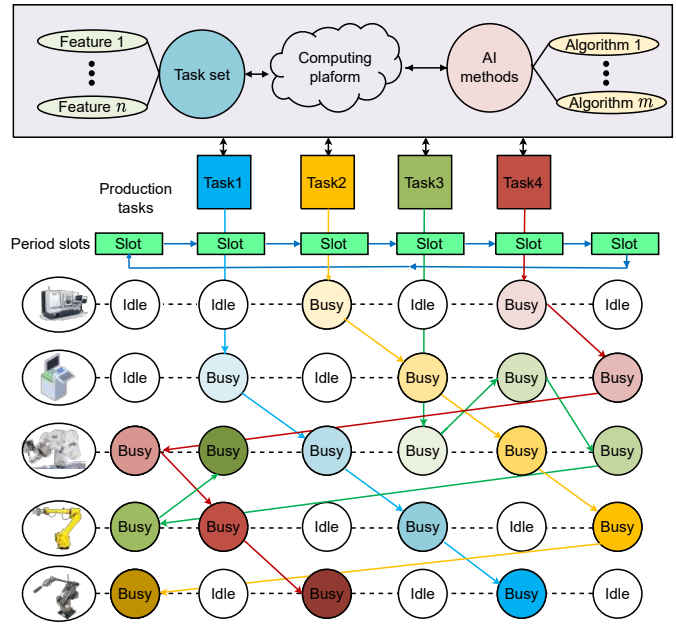 Feature 1
Feature n
Task set
Computing
plaform
AI
methods
Algorithm 1
Algorithm m
Production
tasks
Task1
Task2
Task3
Task4
Period slots
Slot
Slot
Slot
Slot
Slot
Slot
Idle
Idle
Busy
Idle
Busy
Idle
Idle
Busy
Idle
Busy
Busy
Busy
Busy
Busy
Busy
Busy
Busy
Busy
Busy
Busy
Idle
Busy
Idle
Busy
Busy
Idle
Busy
Idle
Busy
Idle